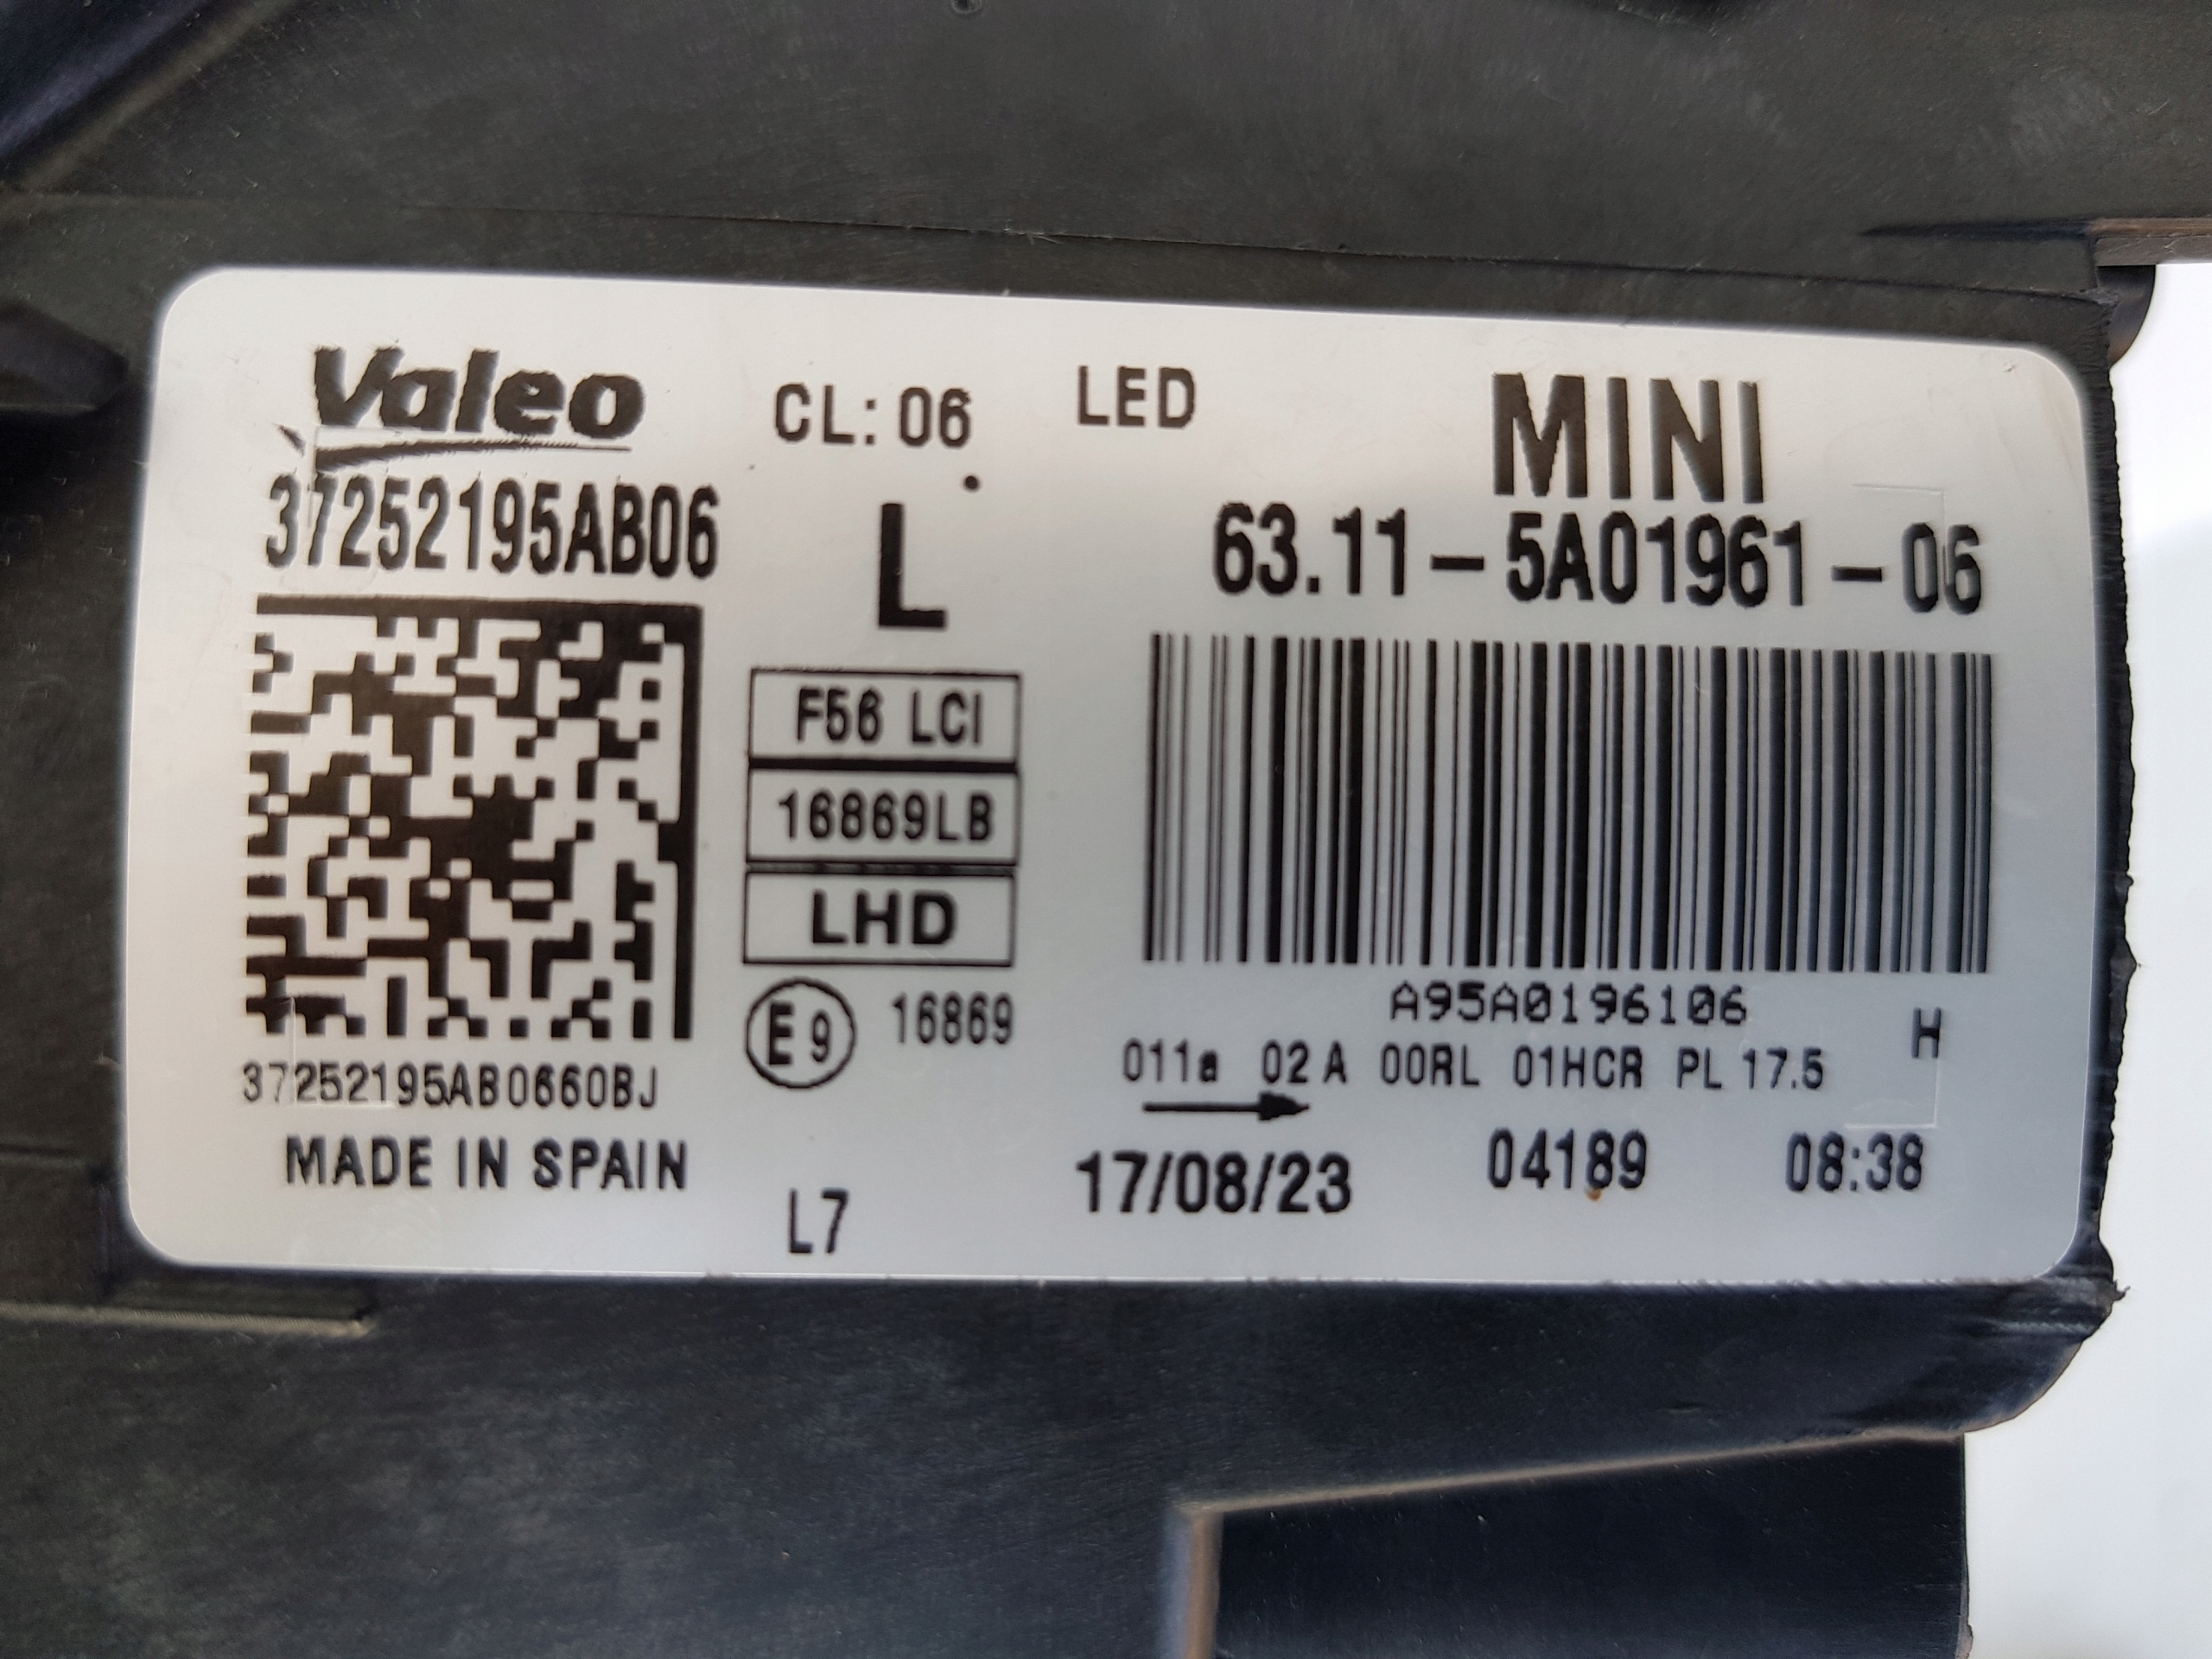 Valeo
CL: 06
LED
MINI
37252195AB06
L
63.11-5A01961-06
F56 LCI
16869LB
LHD
A95A0196106
E9 16869
H
011a 02A 00RL 01HCR PL 17.5
37252195AB0660BJ
MADE IN SPAIN
L7
17/08/23
04189
08:38